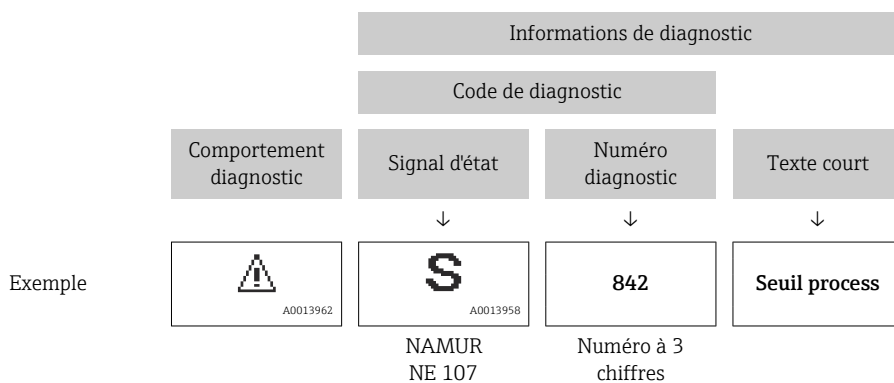 Informations de diagnostic
Code de diagnostic
Comportement
diagnostic
Signal d'état
Numéro
diagnostic
Texte court
↓
↓
↓
Exemple
A0013962
S
A0013958
842
Seuil process
NAMUR
NE 107
Numéro à 3
chiffres